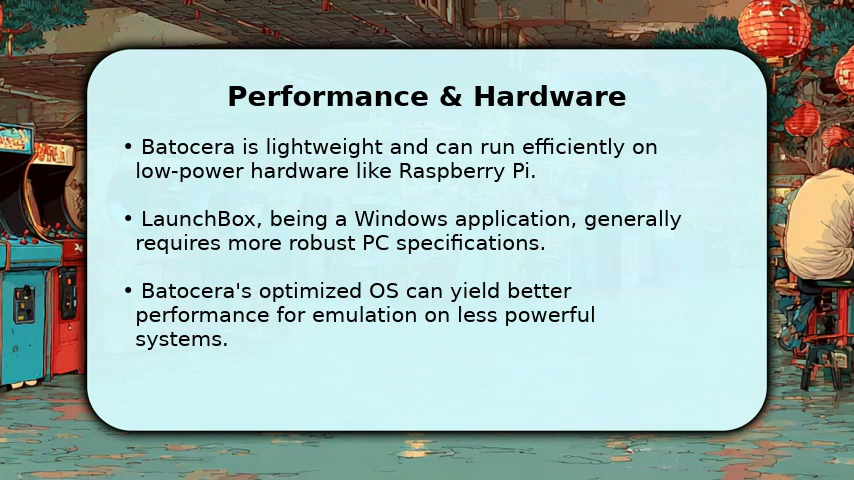 Performance & Hardware
• Batocera is lightweight and can run efficiently on
low-power hardware like Raspberry Pi.
• LaunchBox, being a Windows application, generally
requires more robust PC specifications.
• Batocera's optimized OS can yield better
performance for emulation on less powerful
systems.